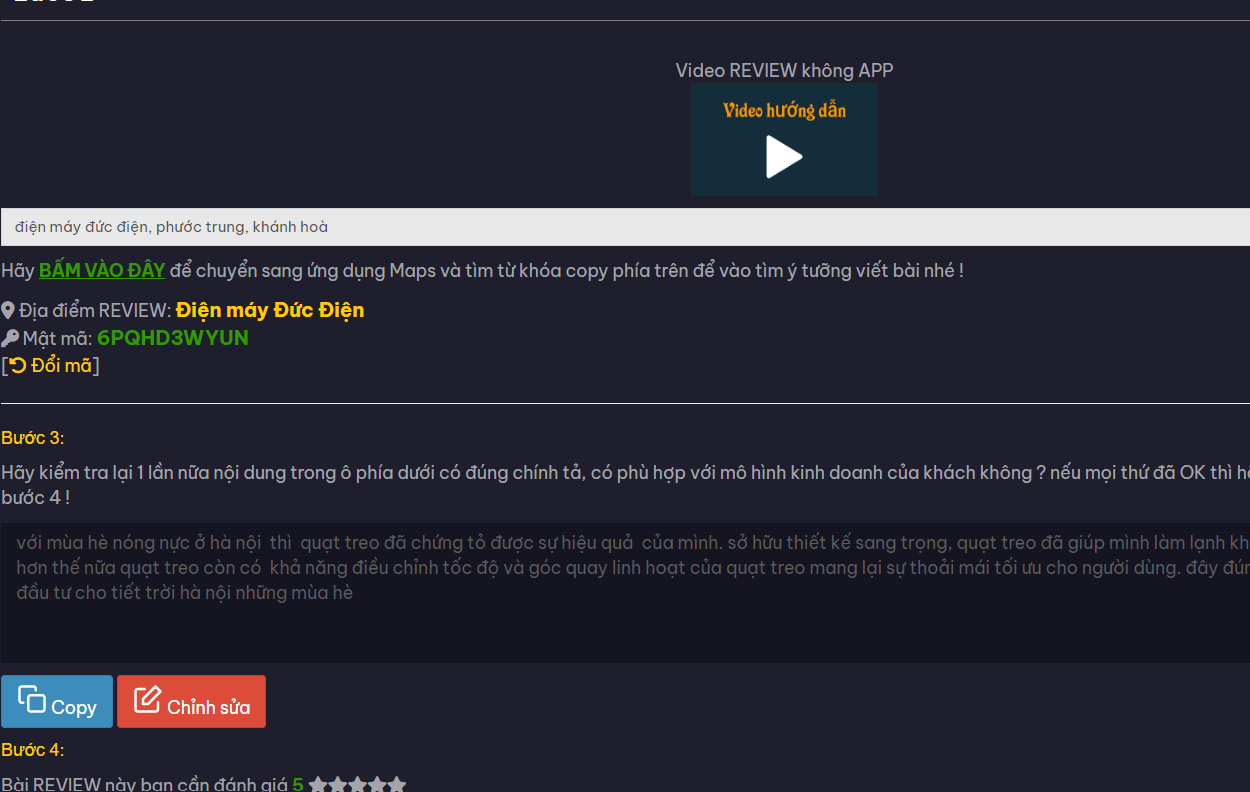 Video REVIEW không APP
Video hướng dẫn
điện máy đức điện, phước trung, khánh hoà
Hãy BẤM VÀO ĐÂY để chuyển sang ứng dụng Maps và tìm từ khóa copy phía trên để vào tìm ý tưỡng viết bài nhé !
Địa điểm REVIEW: Điện máy Đức Điện
Mật mã: 6PQHD3WYUN
[Đổi mã]
Bước 3:
Hãy kiểm tra lại 1 lần nữa nội dung trong ô phía dưới có đúng chính tả, có phù hợp với mô hình kinh doanh của khách không ? nếu mọi thứ đã OK thì
bước 4 !
với mùa hè nóng nực ở hà nội thì quạt treo đã chứng tỏ được sự hiệu quả của mình. sở hữu thiết kế sang trọng, quạt treo đã giúp mình làm lạnh
hơn thế nữa quạt treo còn có khả năng điều chỉnh tốc độ và góc quay linh hoạt của quạt treo mang lại sự thoải mái tối ưu cho người dùng. đây
đầu tư cho tiết trời hà nội những mùa hè
Copy Chỉnh sửa
Bước 4:
Bài REVIEW này bạn cần đánh giá 5